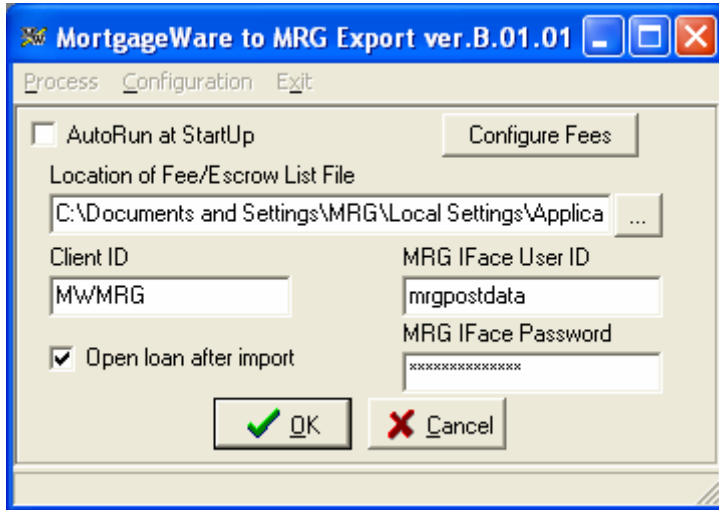 MortgageWare to MRG Export ver.B.01.01
Process Configuration Exit
AutoRun at StartUp Configure Fees
Location of Fee/Escrow List File
C:\Documents and Settings\MRG\Local Settings\Applica ...
Client ID MRG IFace User ID
MWMRG mrgpostdata
MRG IFace Password
Open loan after import **************
OK Cancel